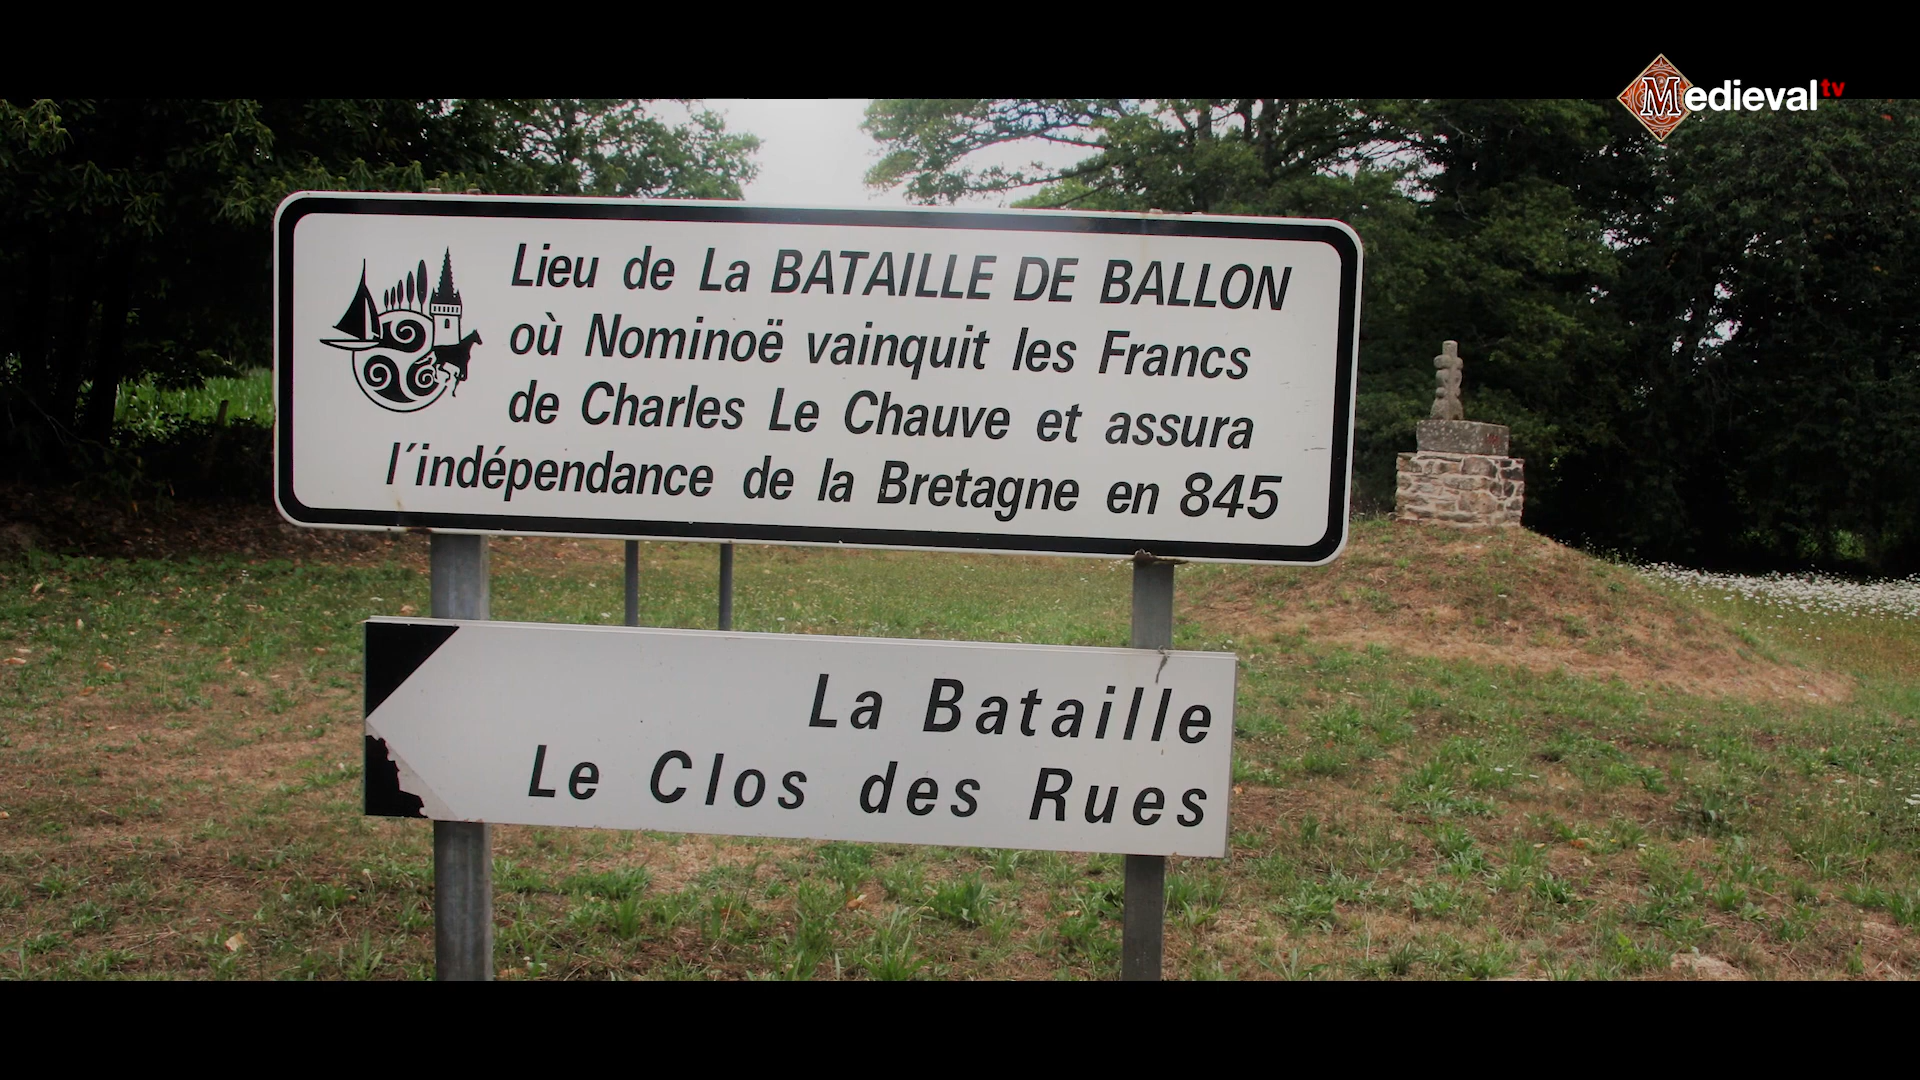 Medieval tv
Lieu de La BATAILLE DE BALLON
où Nominoë vainquit les Francs
de Charles Le Chauve et assura
l'indépendance de la Bretagne en 845
La Bataille
Le Clos des Rues